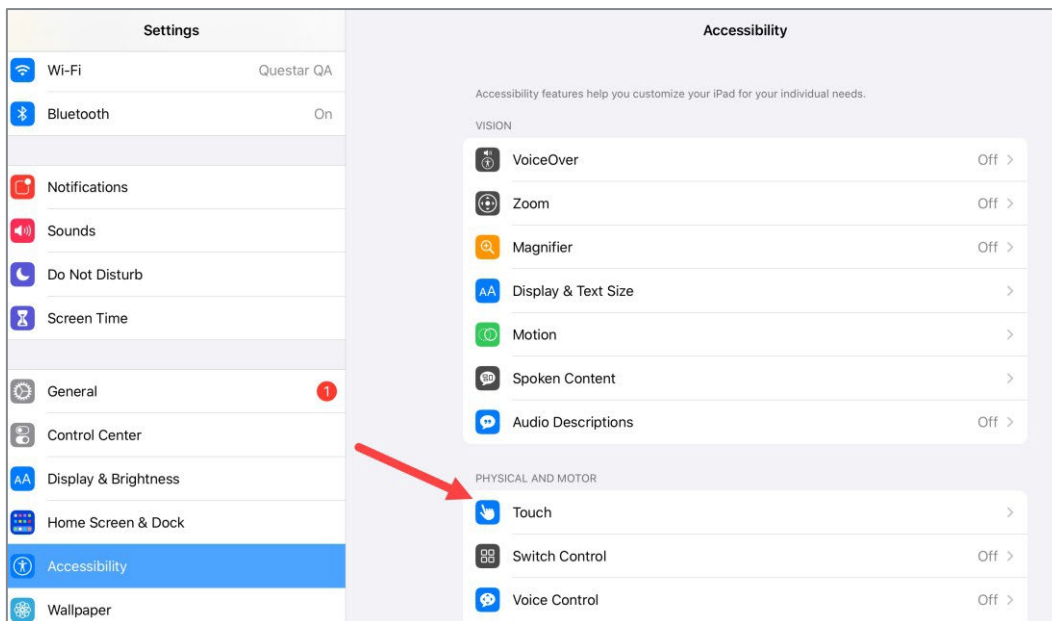 Settings
Wi-Fi Questar QA
Bluetooth On
Notifications
Sounds
Do Not Disturb
Screen Time
General 1
Control Center
AA Display & Brightness
Home Screen & Dock
Accessibility
Wallpaper
Accessibility
Accessibility features help you customize your iPad for your individual needs.
VISION
VoiceOver Off
Zoom Off
Magnifier Off
AA Display & Text Size
Motion
Spoken Content
Audio Descriptions Off
PHYSICAL AND MOTOR
Touch
Switch Control Off
Voice Control Off